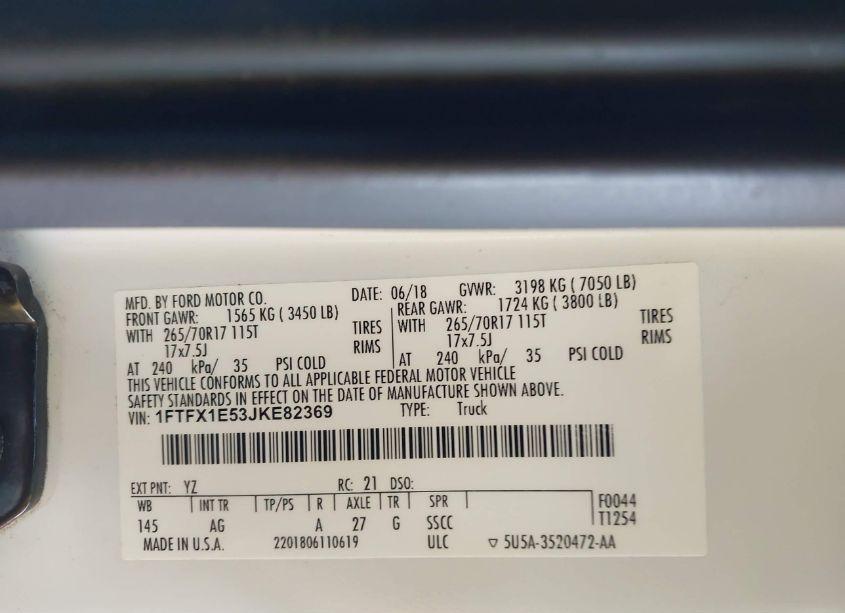 MFD. BY FORD MOTOR CO. DATE: 06/18 GVWR: 3198 KG ( 7050 LB)
FRONT GAWR: 1565 KG ( 3450 LB) REAR GAWR: 1724 KG ( 3800 LB)
WITH 265/70R17 115T TIRES WITH 265/70R17 115T TIRES
17x7.5J RIMS 17x7.5J RIMS
AT 240 kPa/ 35 PSI COLD AT 240 kPa/ 35 PSI COLD
THIS VEHICLE CONFORMS TO ALL APPLICABLE FEDERAL MOTOR VEHICLE
SAFETY STANDARDS IN EFFECT ON THE DATE OF MANUFACTURE SHOWN ABOVE.
VIN: 1FTFX1E53JKE82369 TYPE: Truck
EXT PNT: YZ RC: 21 DSO:
WB INT TR TP/PS R AXLE TR SPR F0044
145 AG A 27 G SSCC T1254
MADE IN U.S.A. 2201806110619 ULC ▽ 5U5A-3520472-AA